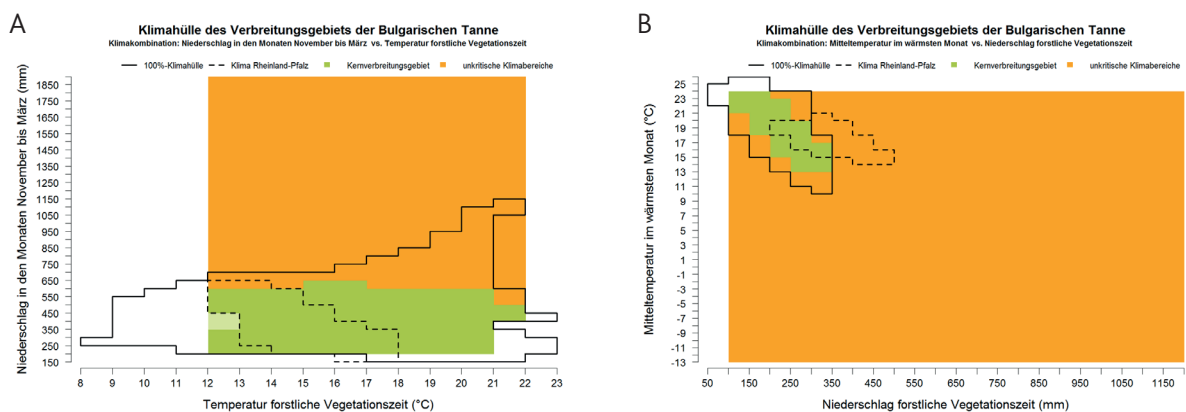 A
Klimahülle des Verbreitungsgebiets der Bulgarischen Tanne
Klimakombination: Niederschlag in den Monaten November bis März vs. Temperatur forstliche Vegetationszeit
100%-Klimahülle Klima Rheinland-Pfalz Kernverbreitungsgebiet unkritische Klimabereiche
Niederschlag in den Monaten November bis März (mm)
1850
1750
1650
1550
1450
1350
1250
1150
1050
950
850
750
650
550
450
350
250
150
8 9 10 11 12 13 14 15 16 17 18 19 20 21 22 23
Temperatur forstliche Vegetationszeit (°C)
B
Klimahülle des Verbreitungsgebiets der Bulgarischen Tanne
Klimakombination: Mitteltemperatur im wärmsten Monat vs. Niederschlag forstliche Vegetationszeit
100%-Klimahülle Klima Rheinland-Pfalz Kernverbreitungsgebiet unkritische Klimabereiche
Mitteltemperatur im wärmsten Monat (°C)
25
23
21
19
17
15
13
11
9
7
5
3
1
-1
-3
-5
-7
-9
-11
-13
50 150 250 350 450 550 650 750 850 950 1050 1150
Niederschlag forstliche Vegetationszeit (mm)